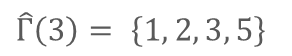 Γ̂(3) = {1, 2, 3, 5}